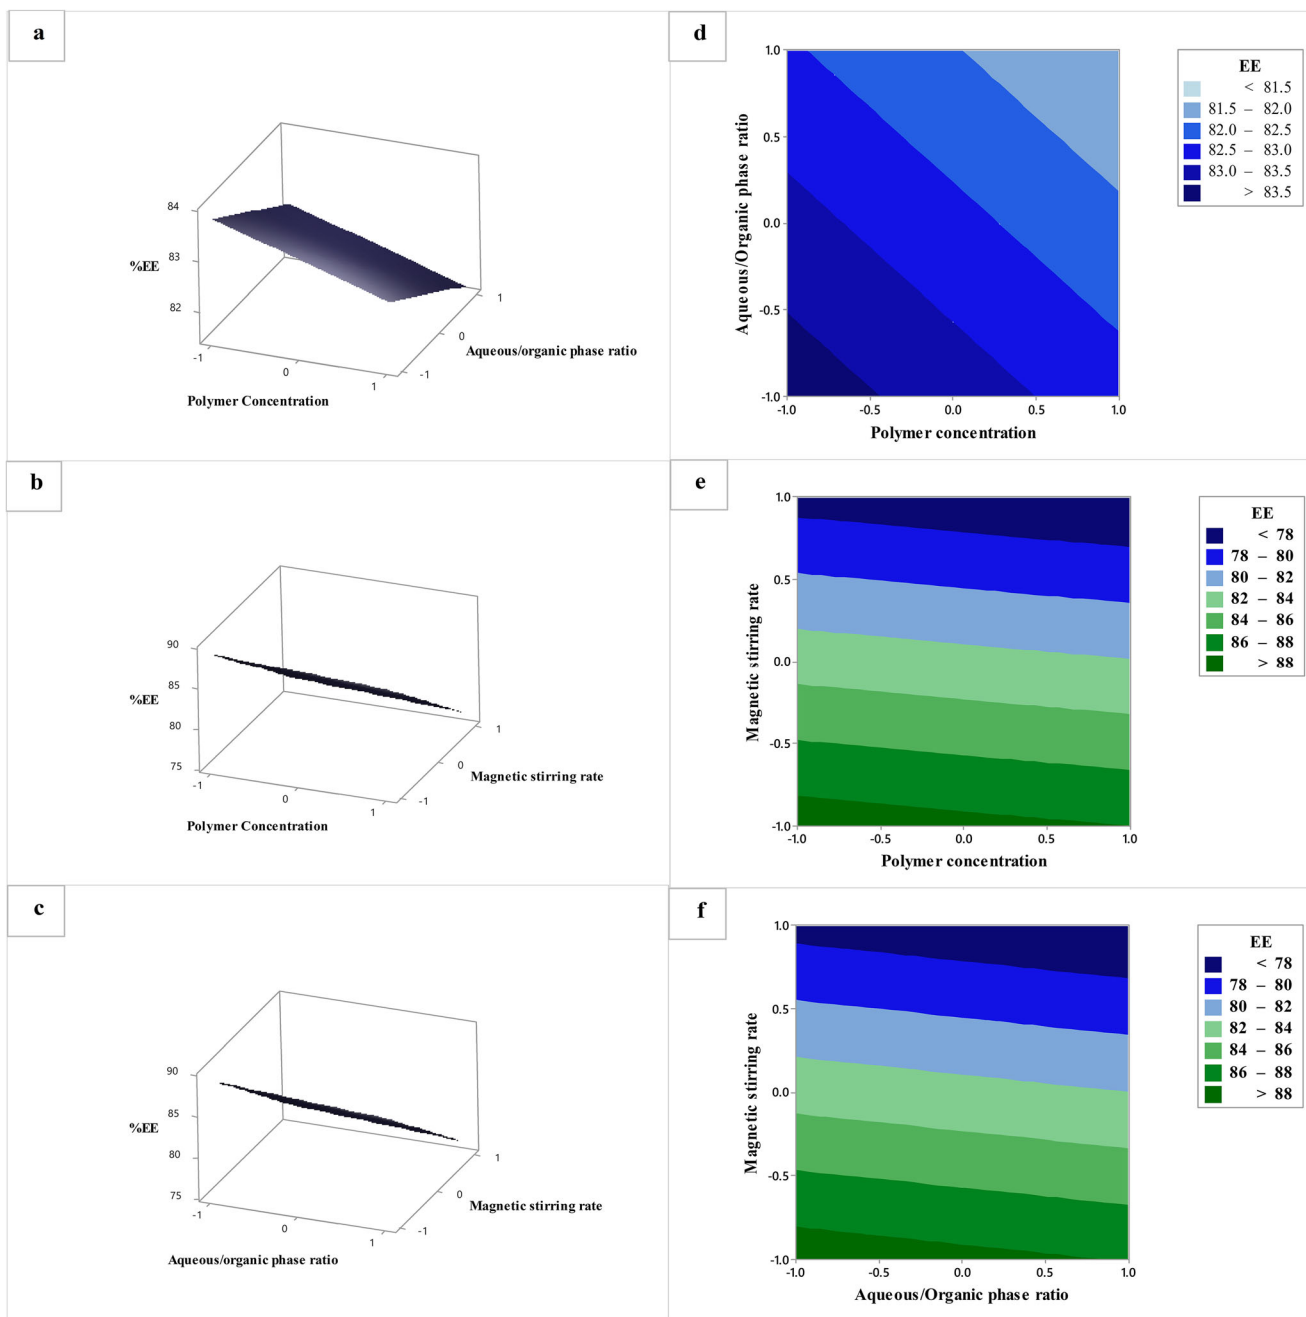 a
84
83
82
%EE
-1
0
1
-1
0
1
Polymer Concentration
Aqueous/organic phase ratio
d
1.0
0.5
0.0
-0.5
-1.0
-1.0 -0.5 0.0 0.5 1.0
Aqueous/Organic phase ratio
Polymer concentration
EE
< 81.5
81.5 – 82.0
82.0 – 82.5
82.5 – 83.0
83.0 – 83.5
> 83.5
b
90
85
80
75
%EE
-1
0
1
-1
0
1
Polymer Concentration
Magnetic stirring rate
e
1.0
0.5
0.0
-0.5
-1.0
-1.0 -0.5 0.0 0.5 1.0
Magnetic stirring rate
Polymer concentration
EE
< 78
78 – 80
80 – 82
82 – 84
84 – 86
86 – 88
> 88
c
90
85
80
75
%EE
-1
0
1
-1
0
1
Aqueous/organic phase ratio
Magnetic stirring rate
f
1.0
0.5
0.0
-0.5
-1.0
-1.0 -0.5 0.0 0.5 1.0
Magnetic stirring rate
Aqueous/Organic phase ratio
EE
< 78
78 – 80
80 – 82
82 – 84
84 – 86
86 – 88
> 88